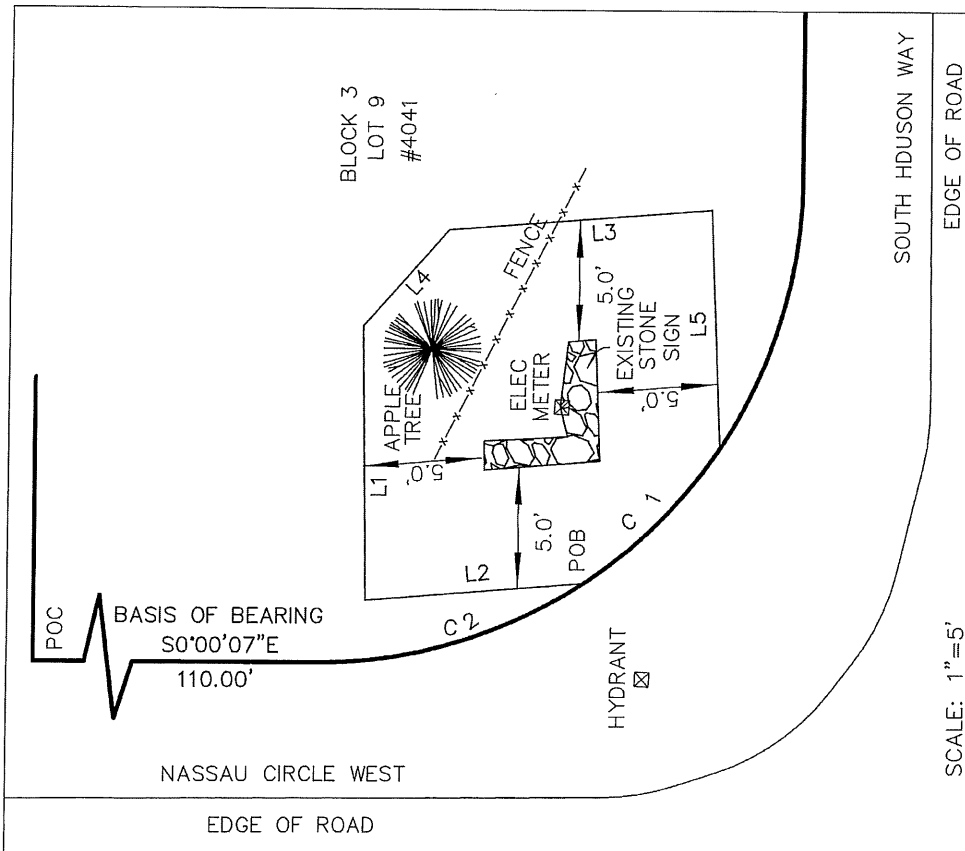 BLOCK 3
LOT 9
#4041
L4
FENCE
L3
APPLE
TREE
L1
5.0'
ELEC
METER
5.0'
EXISTING
STONE
SIGN
L5
5.0'
5.0'
L2
POB
C 1
C 2
POC
BASIS OF BEARING
S0°00'07"E
110.00'
HYDRANT
NASSAU CIRCLE WEST
EDGE OF ROAD
SOUTH HDUSON WAY
EDGE OF ROAD
SCALE: 1"=5'